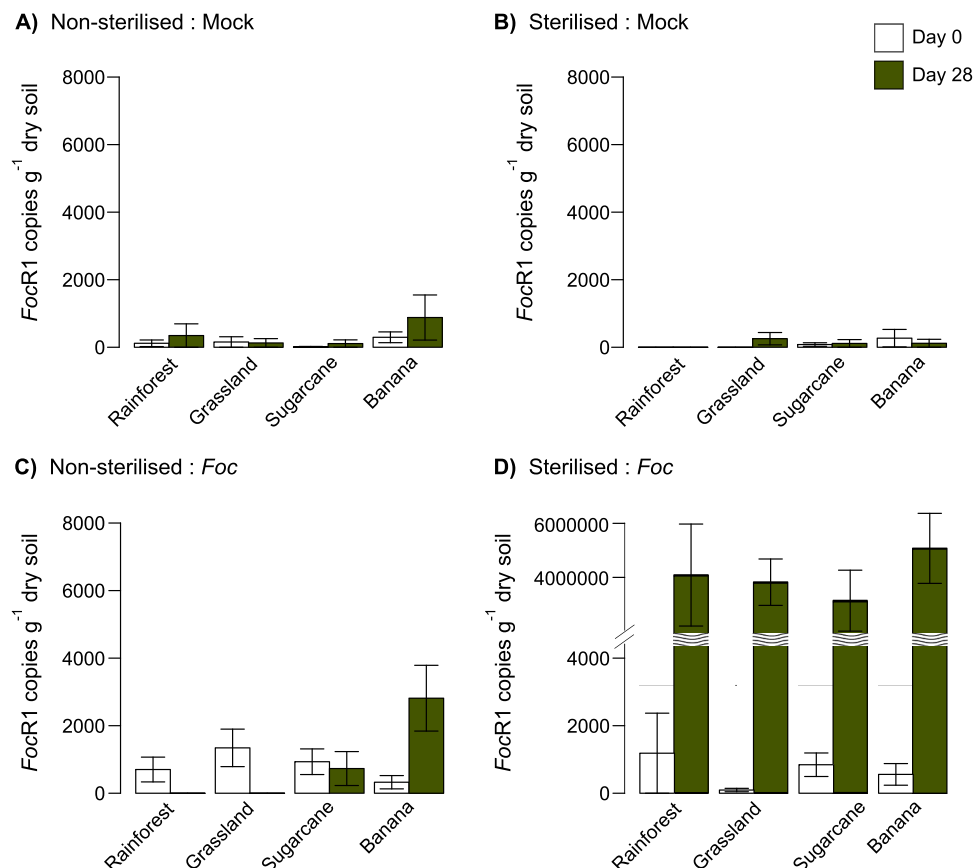 A) Non-sterilised : Mock
B) Sterilised : Mock
Day 0
Day 28
FocR1 copies g⁻¹ dry soil
8000
6000
4000
2000
0
Rainforest
Grassland
Sugarcane
Banana
FocR1 copies g⁻¹ dry soil
8000
6000
4000
2000
0
Rainforest
Grassland
Sugarcane
Banana
C) Non-sterilised : Foc
D) Sterilised : Foc
FocR1 copies g⁻¹ dry soil
8000
6000
4000
2000
0
Rainforest
Grassland
Sugarcane
Banana
FocR1 copies g⁻¹ dry soil
6000000
4000000
4000
2000
0
Rainforest
Grassland
Sugarcane
Banana